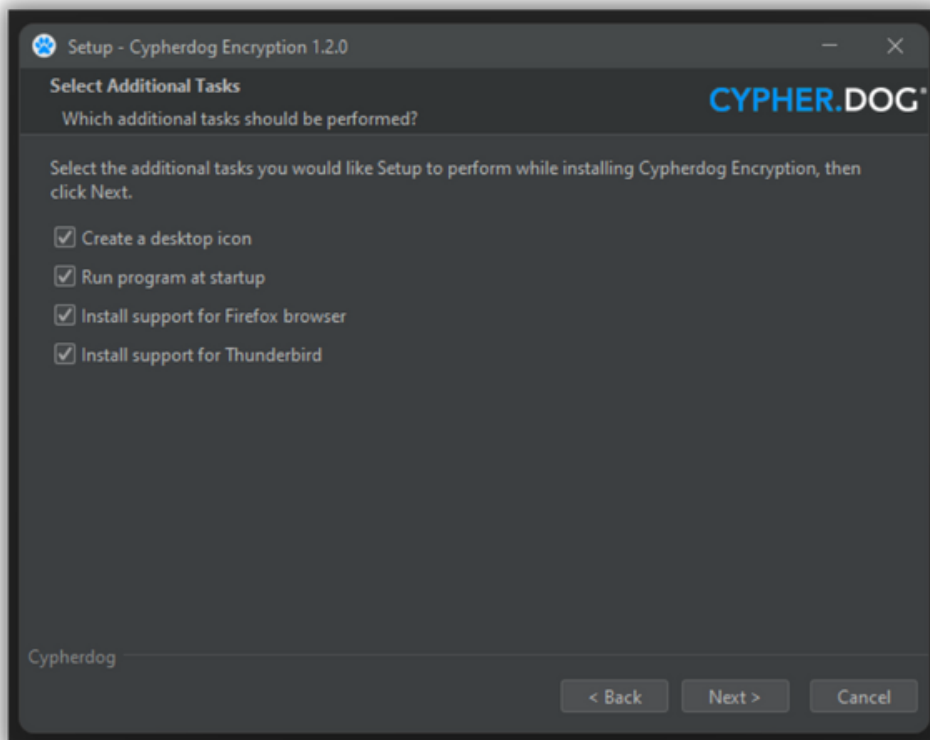 Setup - Cypherdog Encryption 1.2.0
Select Additional Tasks
Which additional tasks should be performed?
CYPHER.DOG®
Select the additional tasks you would like Setup to perform while installing Cypherdog Encryption, then
click Next.
Create a desktop icon
Run program at startup
Install support for Firefox browser
Install support for Thunderbird
Cypherdog
< Back
Next >
Cancel